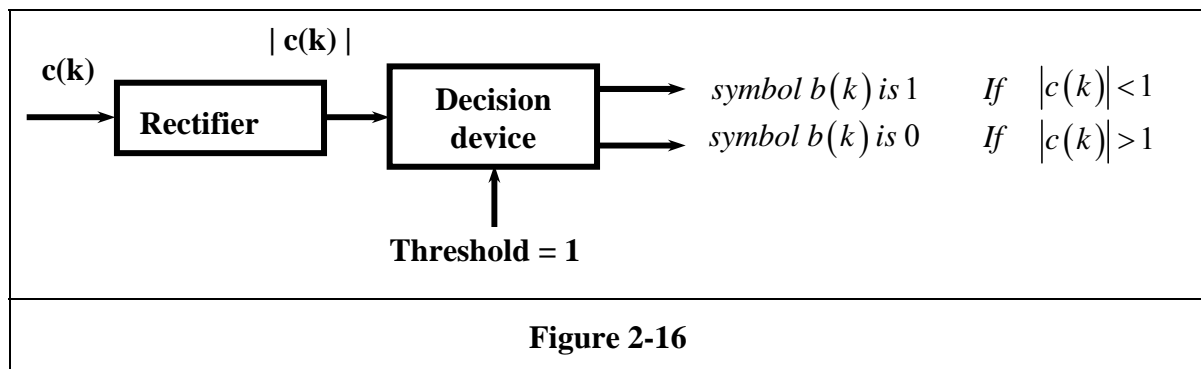 | c(k) |
c(k)
Rectifier
Decision
device
symbol b(k) is 1 If |c(k)| < 1
symbol b(k) is 0 If |c(k)| > 1
Threshold = 1
Figure 2-16